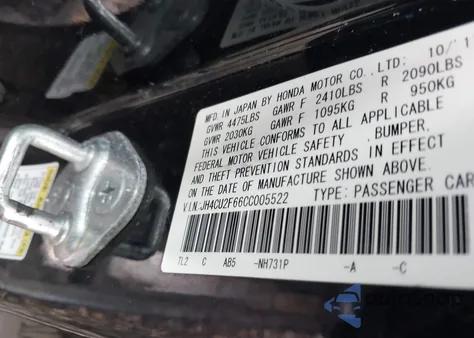 MFD. IN JAPAN BY HONDA MOTOR CO., LTD. 10/'1
GVWR 4475LBS GAWR F 2410LBS R 2090LBS
GVWR 2030KG GAWR F 1095KG R 950KG
THIS VEHICLE CONFORMS TO ALL APPLICABLE
FEDERAL MOTOR VEHICLE SAFETY ,BUMPER,
AND THEFT PREVENTION STANDARDS IN EFFECT
ON THE DATE OF MANUFACTURE SHOWN ABOVE.
V.I.N:JH4CU2F66CC005522 TYPE: PASSENGER CAR
TL2 C AB5 -NH731P -A -C